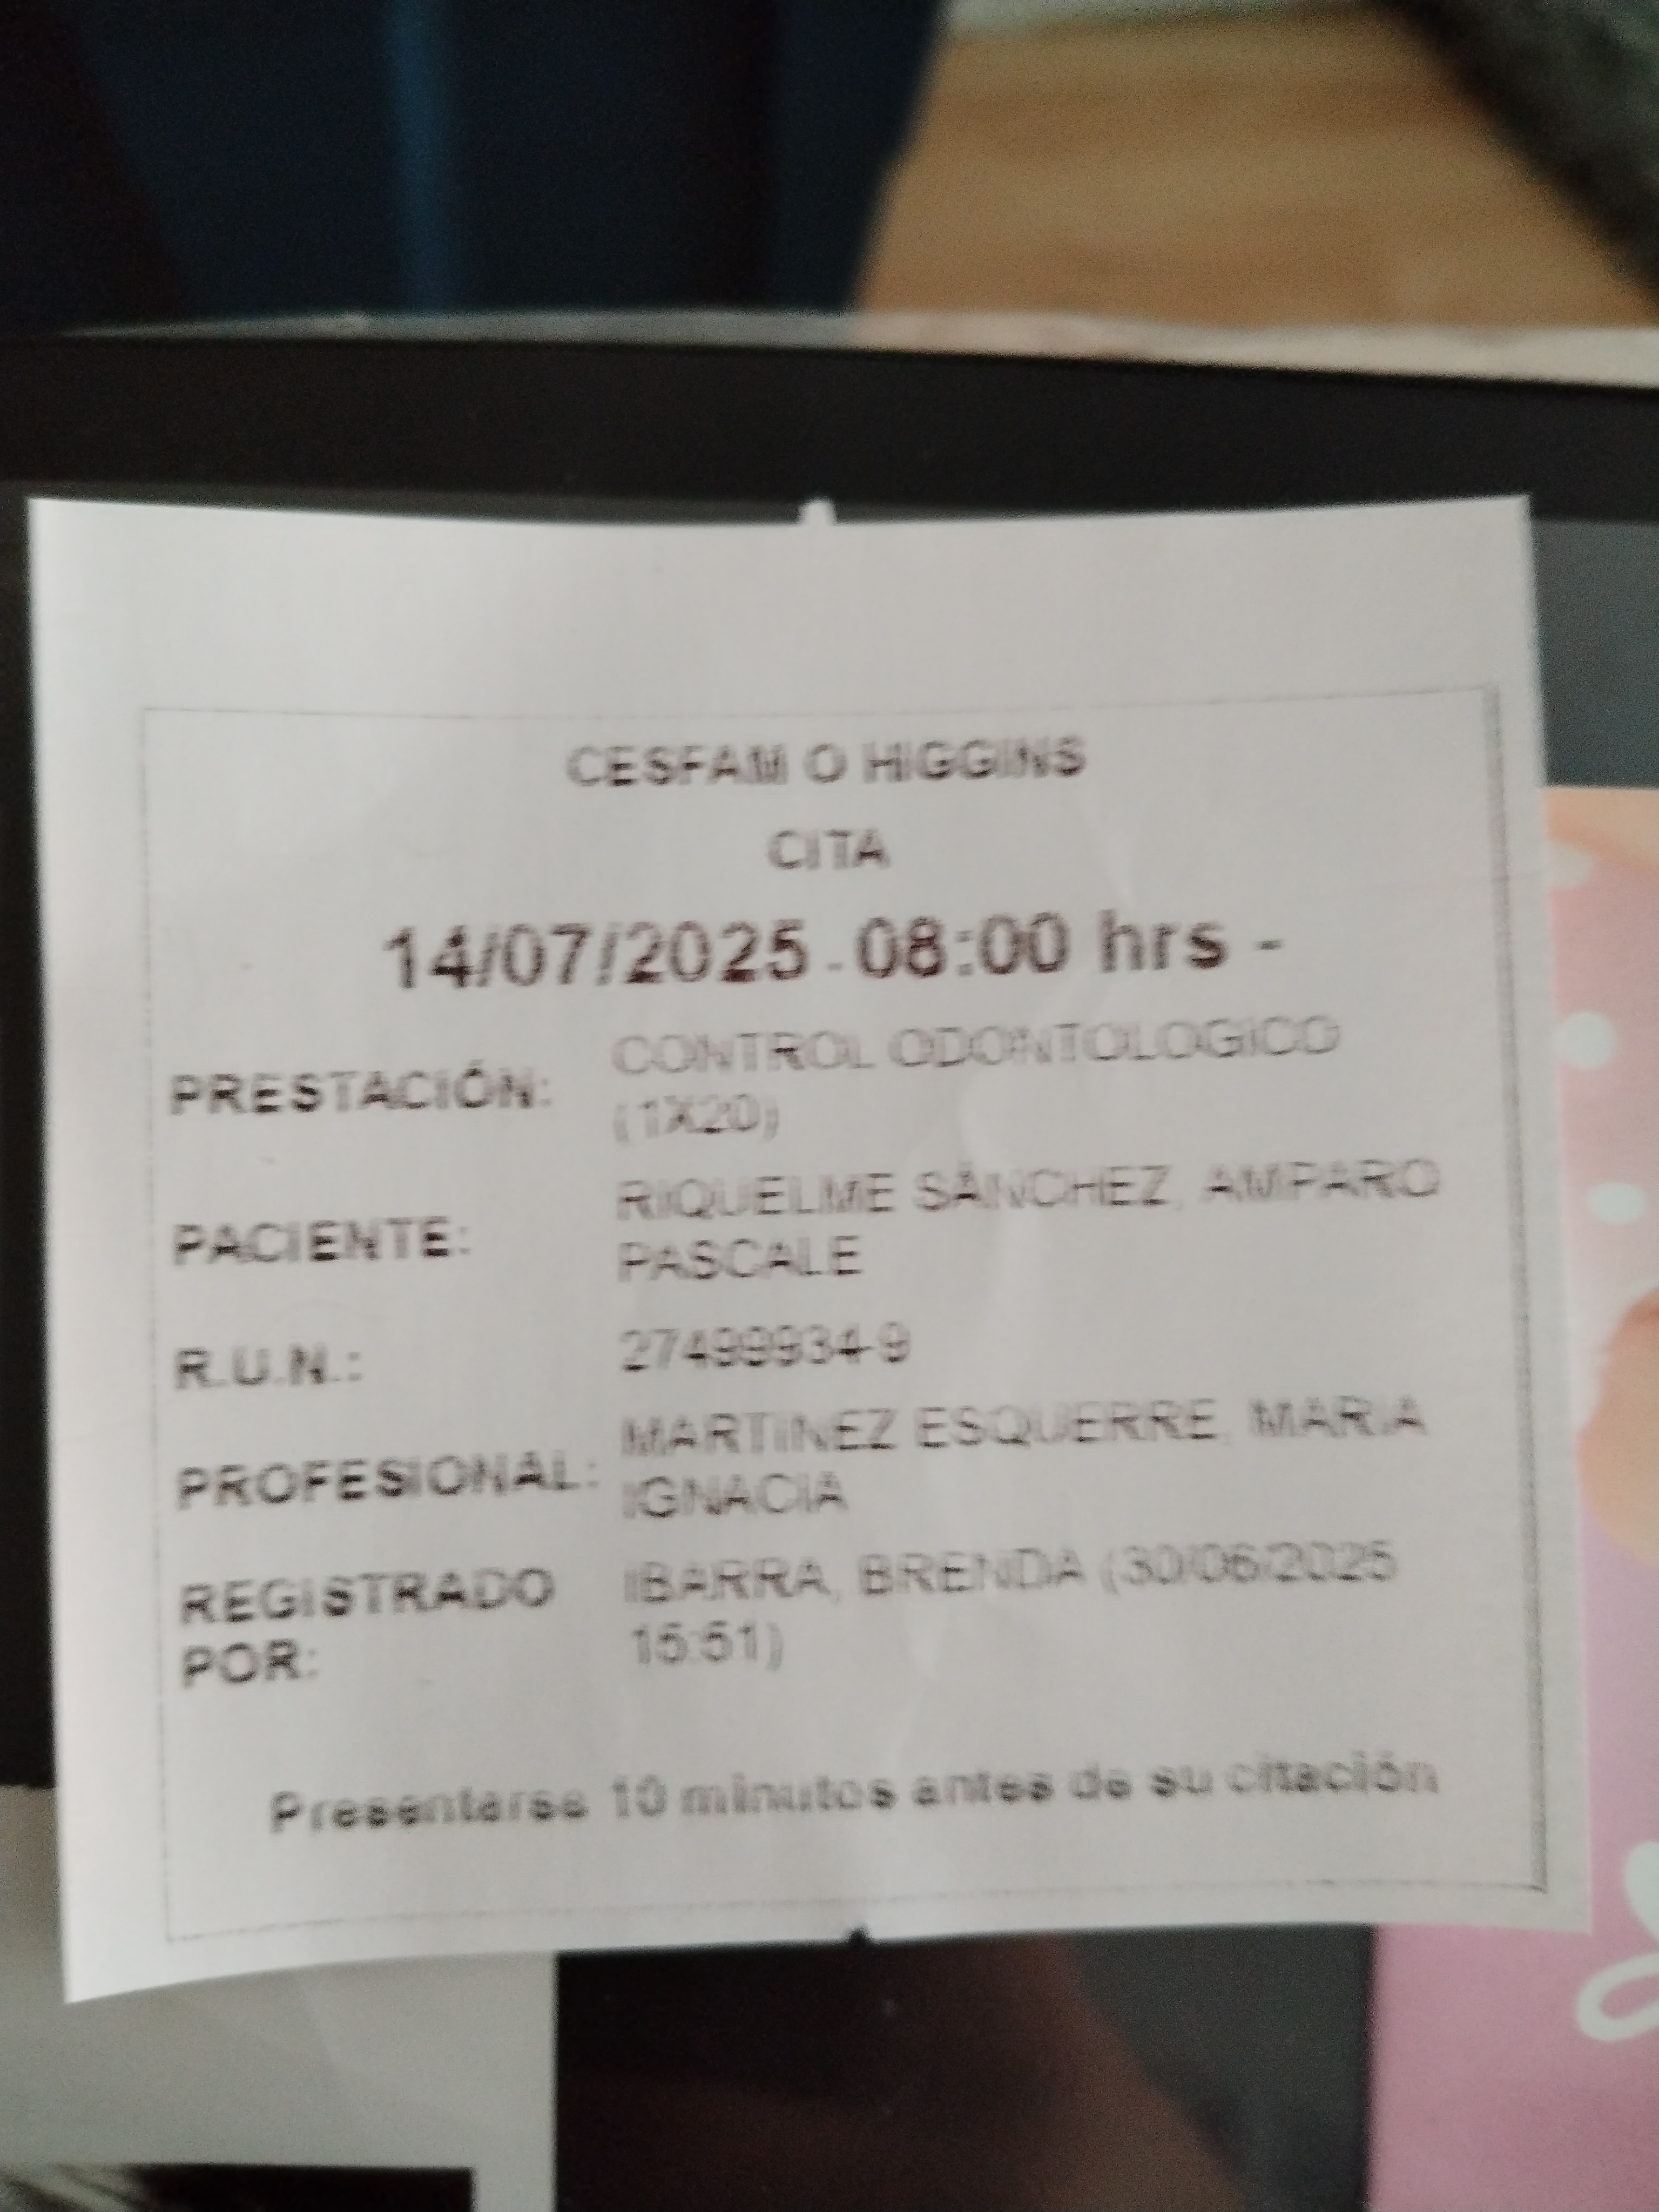 CESFAM O HIGGINS
CITA
14/07/2025 - 08:00 hrs -
PRESTACIÓN: CONTROL ODONTOLOGICO
(1X20)
PACIENTE: RIQUELME SÁNCHEZ, AMPARO
PASCALE
R.U.N.: 27499934-9
PROFESIONAL: MARTINEZ ESQUERRE, MARIA
IGNACIA
REGISTRADO POR: IBARRA, BRENDA (30/06/2025
15:51)
Presentarse 10 minutos antes de su citación